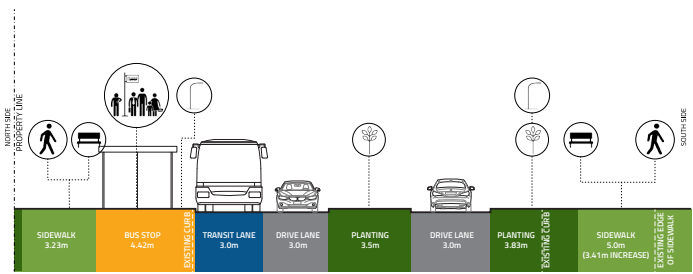 NORTH SIDE
PROPERTY LINE
SOUTH SIDE
SIDEWALK
3.23m
BUS STOP
4.42m
EXISTING CURB
TRANSIT LANE
3.0m
DRIVE LANE
3.0m
PLANTING
3.5m
DRIVE LANE
3.0m
PLANTING
3.83m
EXISTING CURB
SIDEWALK
5.0m
(3.41m INCREASE)
EXISTING EDGE
OF SIDEWALK